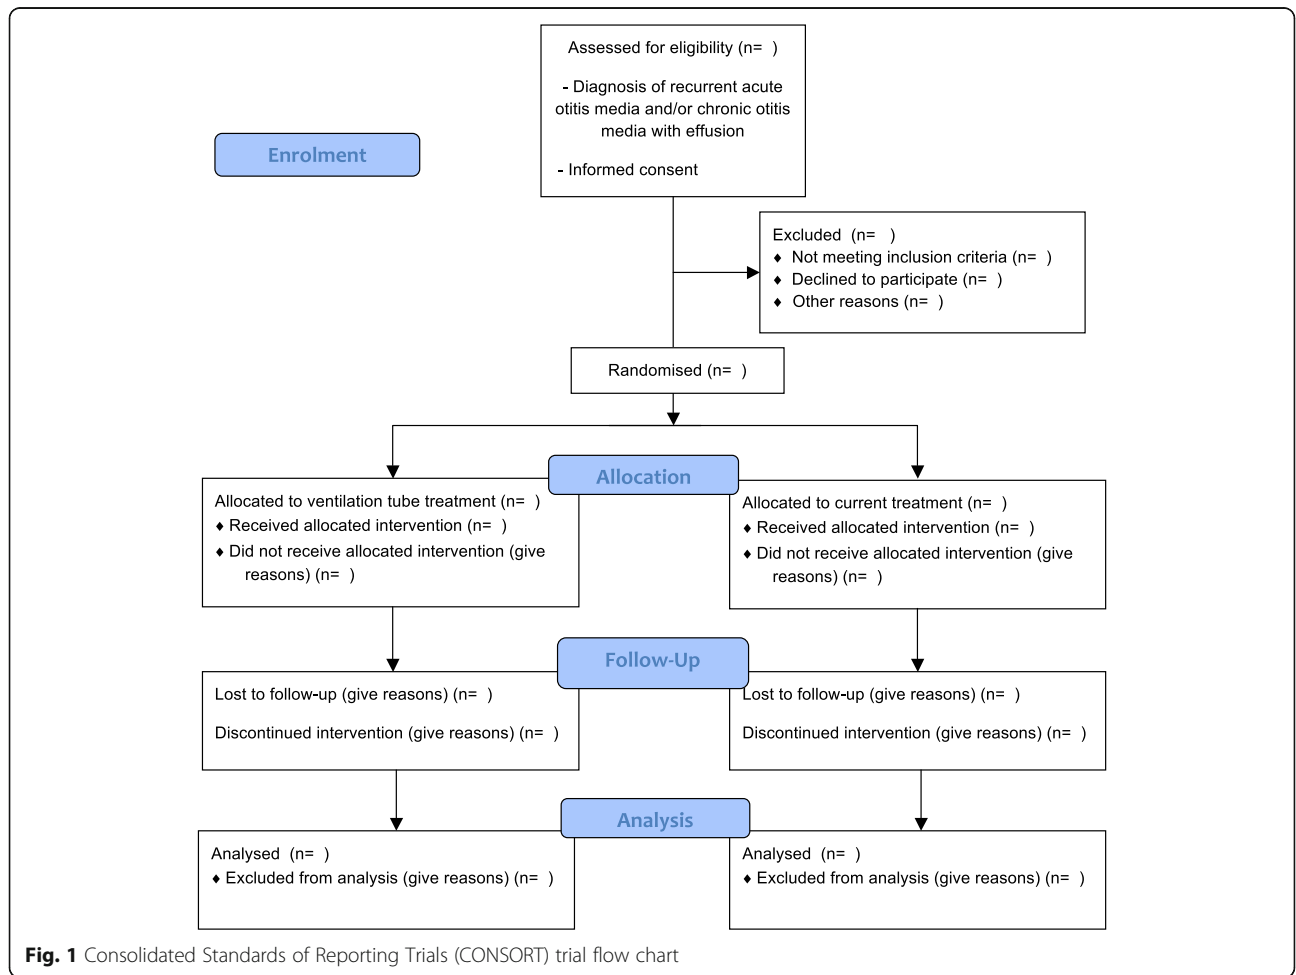 Assessed for eligibility (n=  )
- Diagnosis of recurrent acute
otitis media and/or chronic otitis
media with effusion
- Informed consent
Enrolment
Excluded  (n=   )
♦ Not meeting inclusion criteria (n=  )
♦ Declined to participate (n=  )
♦ Other reasons (n=  )
Randomised (n=  )
Allocation
Allocated to ventilation tube treatment (n=  )
♦ Received allocated intervention (n=  )
♦ Did not receive allocated intervention (give
reasons) (n=  )
Allocated to current treatment (n=  )
♦ Received allocated intervention (n=  )
♦ Did not receive allocated intervention (give
reasons) (n=  )
Follow-Up
Lost to follow-up (give reasons) (n=  )
Discontinued intervention (give reasons) (n=  )
Lost to follow-up (give reasons) (n=  )
Discontinued intervention (give reasons) (n=  )
Analysis
Analysed  (n=  )
♦ Excluded from analysis (give reasons) (n=  )
Analysed  (n=  )
♦ Excluded from analysis (give reasons) (n=  )
Fig. 1 Consolidated Standards of Reporting Trials (CONSORT) trial flow chart